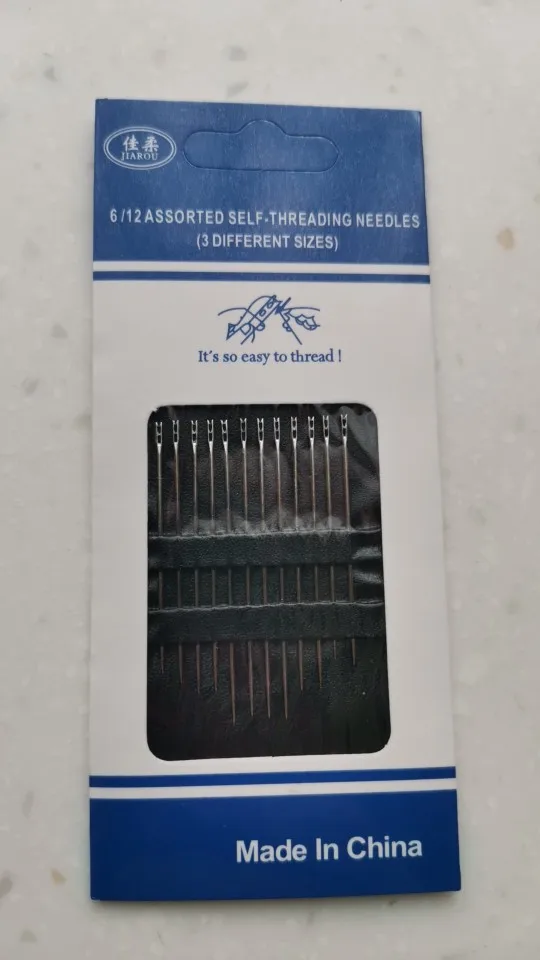 佳柔
JIAROU
6/12 ASSORTED SELF-THREADING NEEDLES
(3 DIFFERENT SIZES)
It's so easy to thread !
Made In China